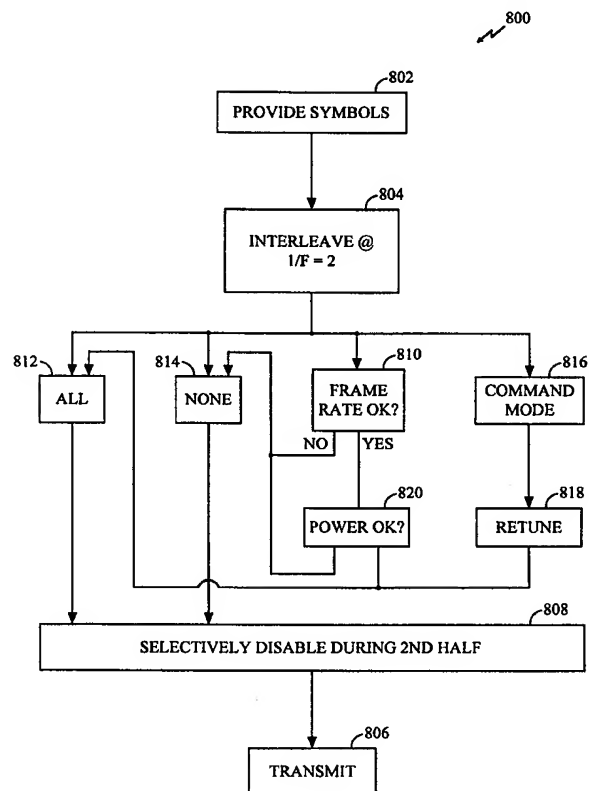 800
802
PROVIDE SYMBOLS
804
INTERLEAVE @
1/F = 2
812
ALL
814
NONE
810
FRAME
RATE OK?
816
COMMAND
MODE
NO
YES
820
POWER OK?
818
RETUNE
808
SELECTIVELY DISABLE DURING 2ND HALF
806
TRANSMIT